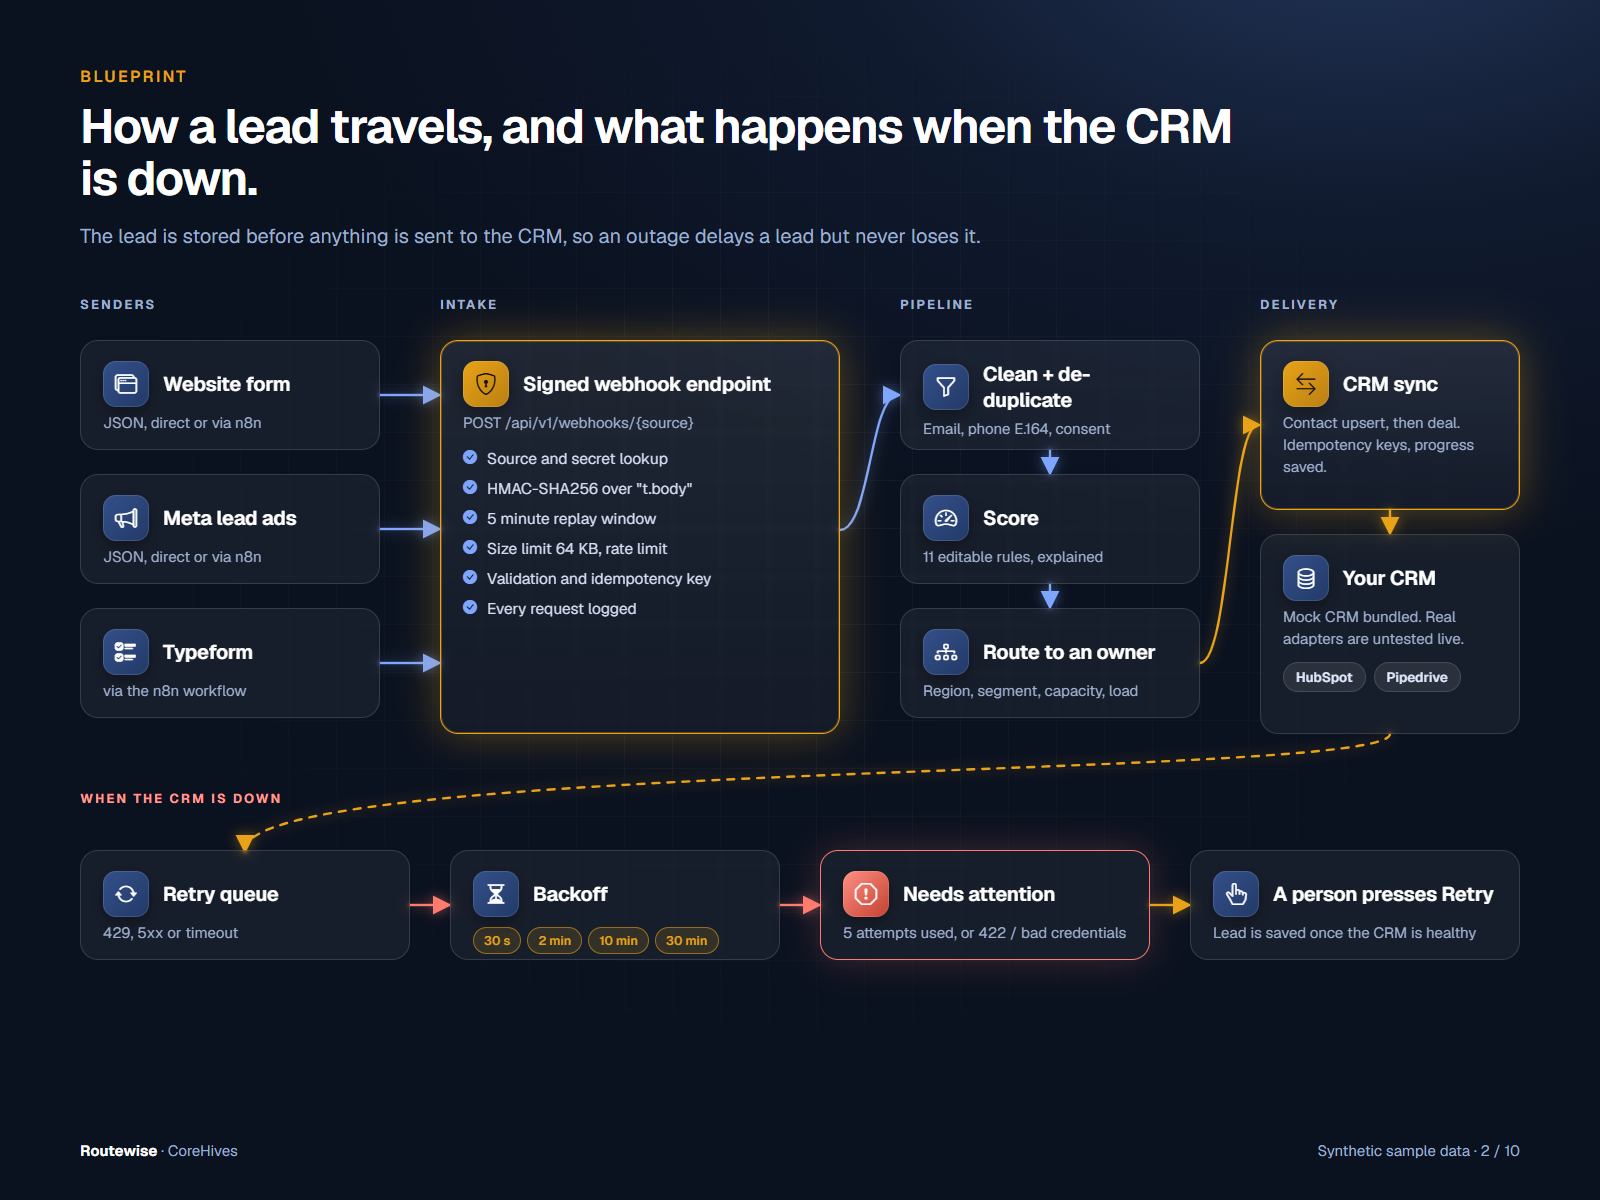 BLUEPRINT
How a lead travels, and what happens when the CRM
is down.
The lead is stored before anything is sent to the CRM, so an outage delays a lead but never loses it.
SENDERS
Website form
JSON, direct or via n8n
Meta lead ads
JSON, direct or via n8n
Typeform
via the n8n workflow
INTAKE
Signed webhook endpoint
POST /api/v1/webhooks/{source}
Source and secret lookup
HMAC-SHA256 over "t.body"
5 minute replay window
Size limit 64 KB, rate limit
Validation and idempotency key
Every request logged
PIPELINE
Clean + de-
duplicate
Email, phone E.164, consent
Score
11 editable rules, explained
Route to an owner
Region, segment, capacity, load
DELIVERY
CRM sync
Contact upsert, then deal.
Idempotency keys, progress
saved.
Your CRM
Mock CRM bundled. Real
adapters are untested live.
HubSpot
Pipedrive
WHEN THE CRM IS DOWN
Retry queue
429, 5xx or timeout
Backoff
30 s
2 min
10 min
30 min
Needs attention
5 attempts used, or 422 / bad credentials
A person presses Retry
Lead is saved once the CRM is healthy
Routewise · CoreHives
Synthetic sample data · 2 / 10